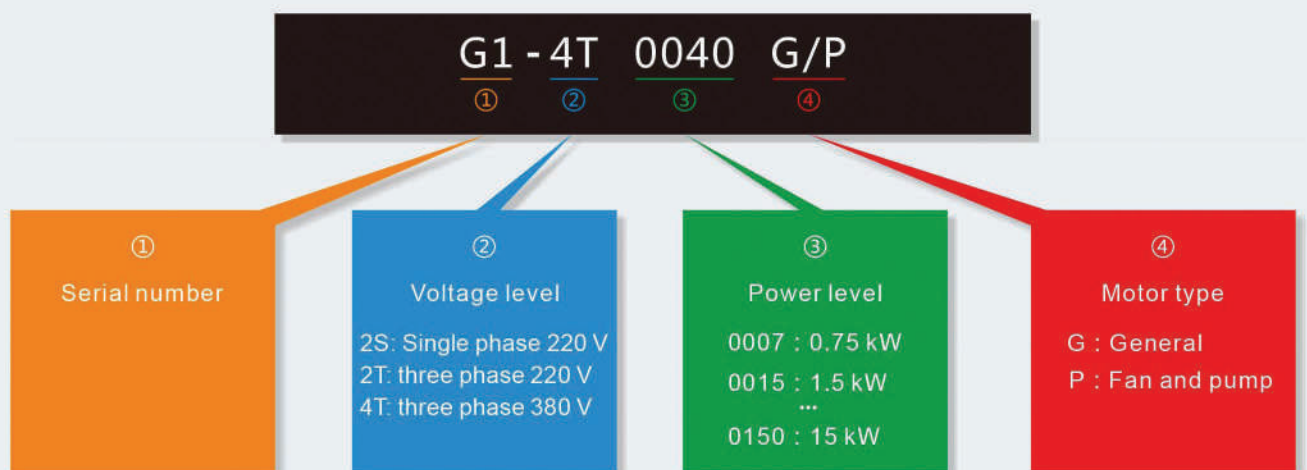 G1 - 4T 0040 G/P
① ② ③ ④
①
Serial number
②
Voltage level
2S: Single phase 220 V
2T: three phase 220 V
4T: three phase 380 V
③
Power level
0007 : 0.75 kW
0015 : 1.5 kW
...
0150 : 15 kW
④
Motor type
G : General
P : Fan and pump